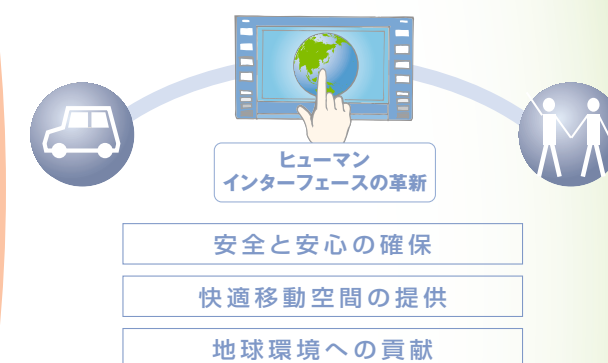 ヒューマン
インターフェースの革新
安全と安心の確保
快適移動空間の提供
地球環境への貢献